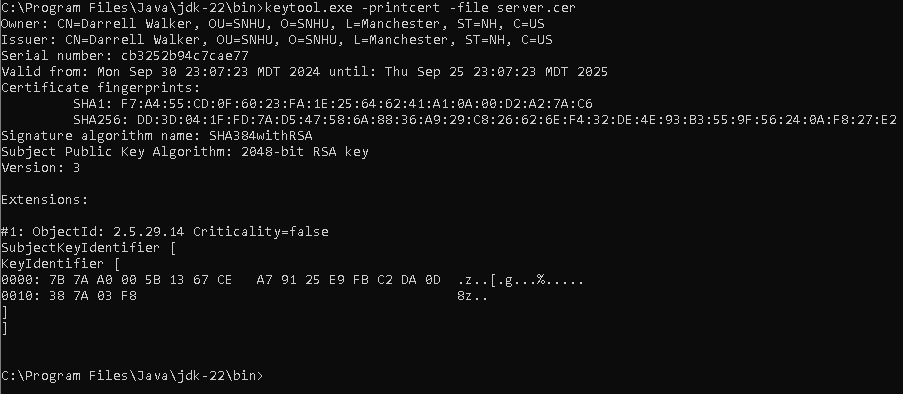 C:\Program Files\Java\jdk-22\bin>keytool.exe -printcert -file server.cer
Owner: CN=Darrell Walker, OU=SNHU, O=SNHU, L=Manchester, ST=NH, C=US
Issuer: CN=Darrell Walker, OU=SNHU, O=SNHU, L=Manchester, ST=NH, C=US
Serial number: cb3252b94c7cae77
Valid from: Mon Sep 30 23:07:23 MDT 2024 until: Thu Sep 25 23:07:23 MDT 2025
Certificate fingerprints:
         SHA1: F7:A4:55:CD:0F:60:23:FA:1E:25:64:62:41:A1:0A:00:D2:A2:7A:C6
         SHA256: DD:3D:04:1F:FD:7A:D5:47:58:6A:88:36:A9:29:C8:26:62:6E:F4:32:DE:4E:93:B3:55:9F:56:24:0A:F8:27:E2
Signature algorithm name: SHA384withRSA
Subject Public Key Algorithm: 2048-bit RSA key
Version: 3

Extensions:

#1: ObjectId: 2.5.29.14 Criticality=false
SubjectKeyIdentifier [
KeyIdentifier [
0000: 7B 7A A0 00 5B 13 67 CE   A7 91 25 E9 FB C2 DA 0D  .z..[.g...%.....
0010: 38 7A 03 F8                                        8z..
]
]

C:\Program Files\Java\jdk-22\bin>